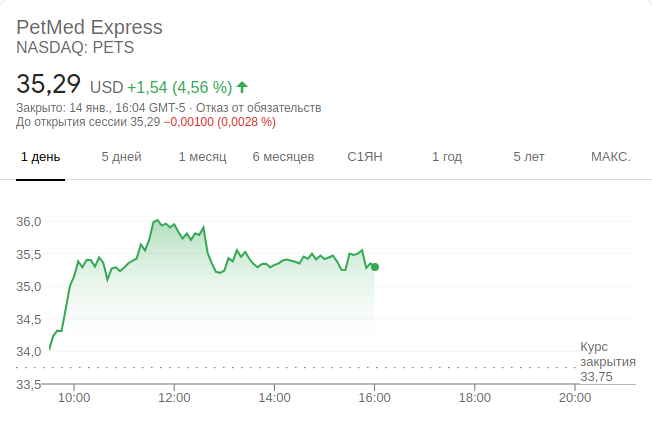 PetMed Express
NASDAQ: PETS
35,29 USD +1,54 (4,56 %)
Закрыто: 14 янв., 16:04 GMT-5 · Отказ от обязательств
До открытия сессии 35,29 −0,00100 (0,0028 %)
1 день 5 дней 1 месяц 6 месяцев С1ЯН 1 год 5 лет МАКС.
36,0
35,5
35,0
34,5
34,0
Курс
закрытия
33,75
33,5
10:00 12:00 14:00 16:00 18:00 20:00